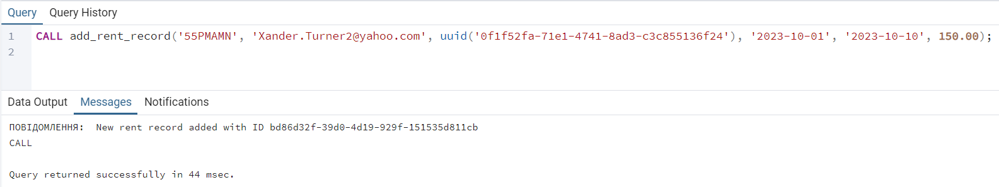 Query Query History
1 CALL add_rent_record('55PMAMN', 'Xander.Turner2@yahoo.com', uuid('0f1f52fa-71e1-4741-8ad3-c3c855136f24'), '2023-10-01', '2023-10-10', 150.00);
2
Data Output Messages Notifications
ПОВІДОМЛЕННЯ:  New rent record added with ID bd86d32f-39d0-4d19-929f-151535d811cb
CALL
Query returned successfully in 44 msec.